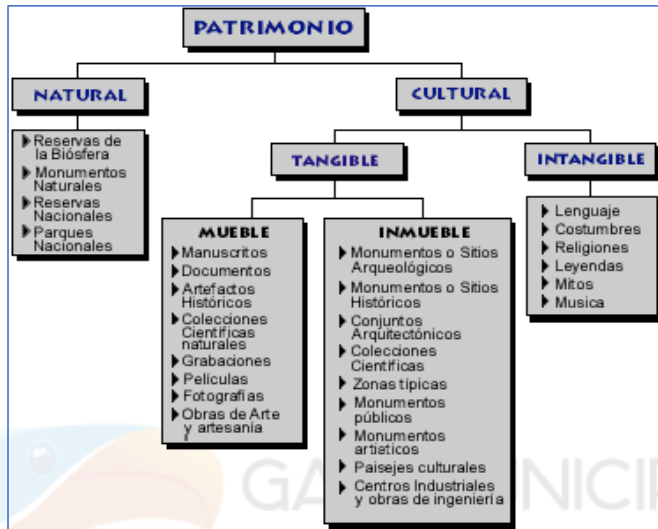 PATRIMONIO
NATURAL
Reservas de
la Biósfera
Monumentos
Naturales
Reservas
Nacionales
Parques
Nacionales
CULTURAL
TANGIBLE
MUEBLE
Manuscritos
Documentos
Artefactos
Históricos
Colecciones
Científicas
naturales
Grabaciones
Películas
Fotografías
Obras de Arte
y artesanía
INMUEBLE
Monumentos o Sitios
Arqueológicos
Monumentos o Sitios
Históricos
Conjuntos
Arquitectónicos
Colecciones
Científicas
Zonas típicas
Monumentos
públicos
Monumentos
artísticos
Paisejes culturales
Centros Industriales
y obras de ingeniería
INTANGIBLE
Lenguaje
Costumbres
Religiones
Leyendas
Mitos
Musica